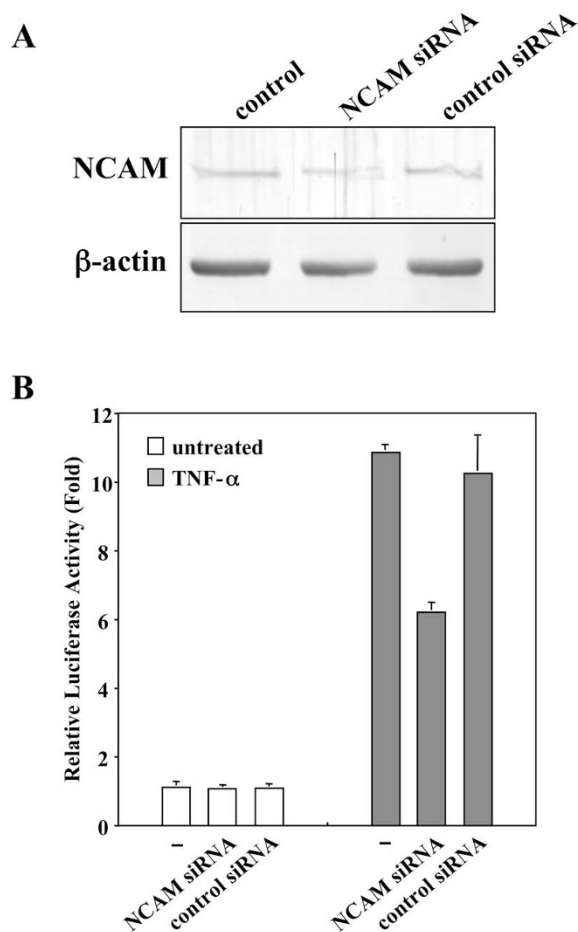 A
control
NCAM siRNA
control siRNA
NCAM
β-actin
B
Relative Luciferase Activity (Fold)
12
10
8
6
4
2
0
untreated
TNF-α
–
NCAM siRNA
control siRNA
–
NCAM siRNA
control siRNA